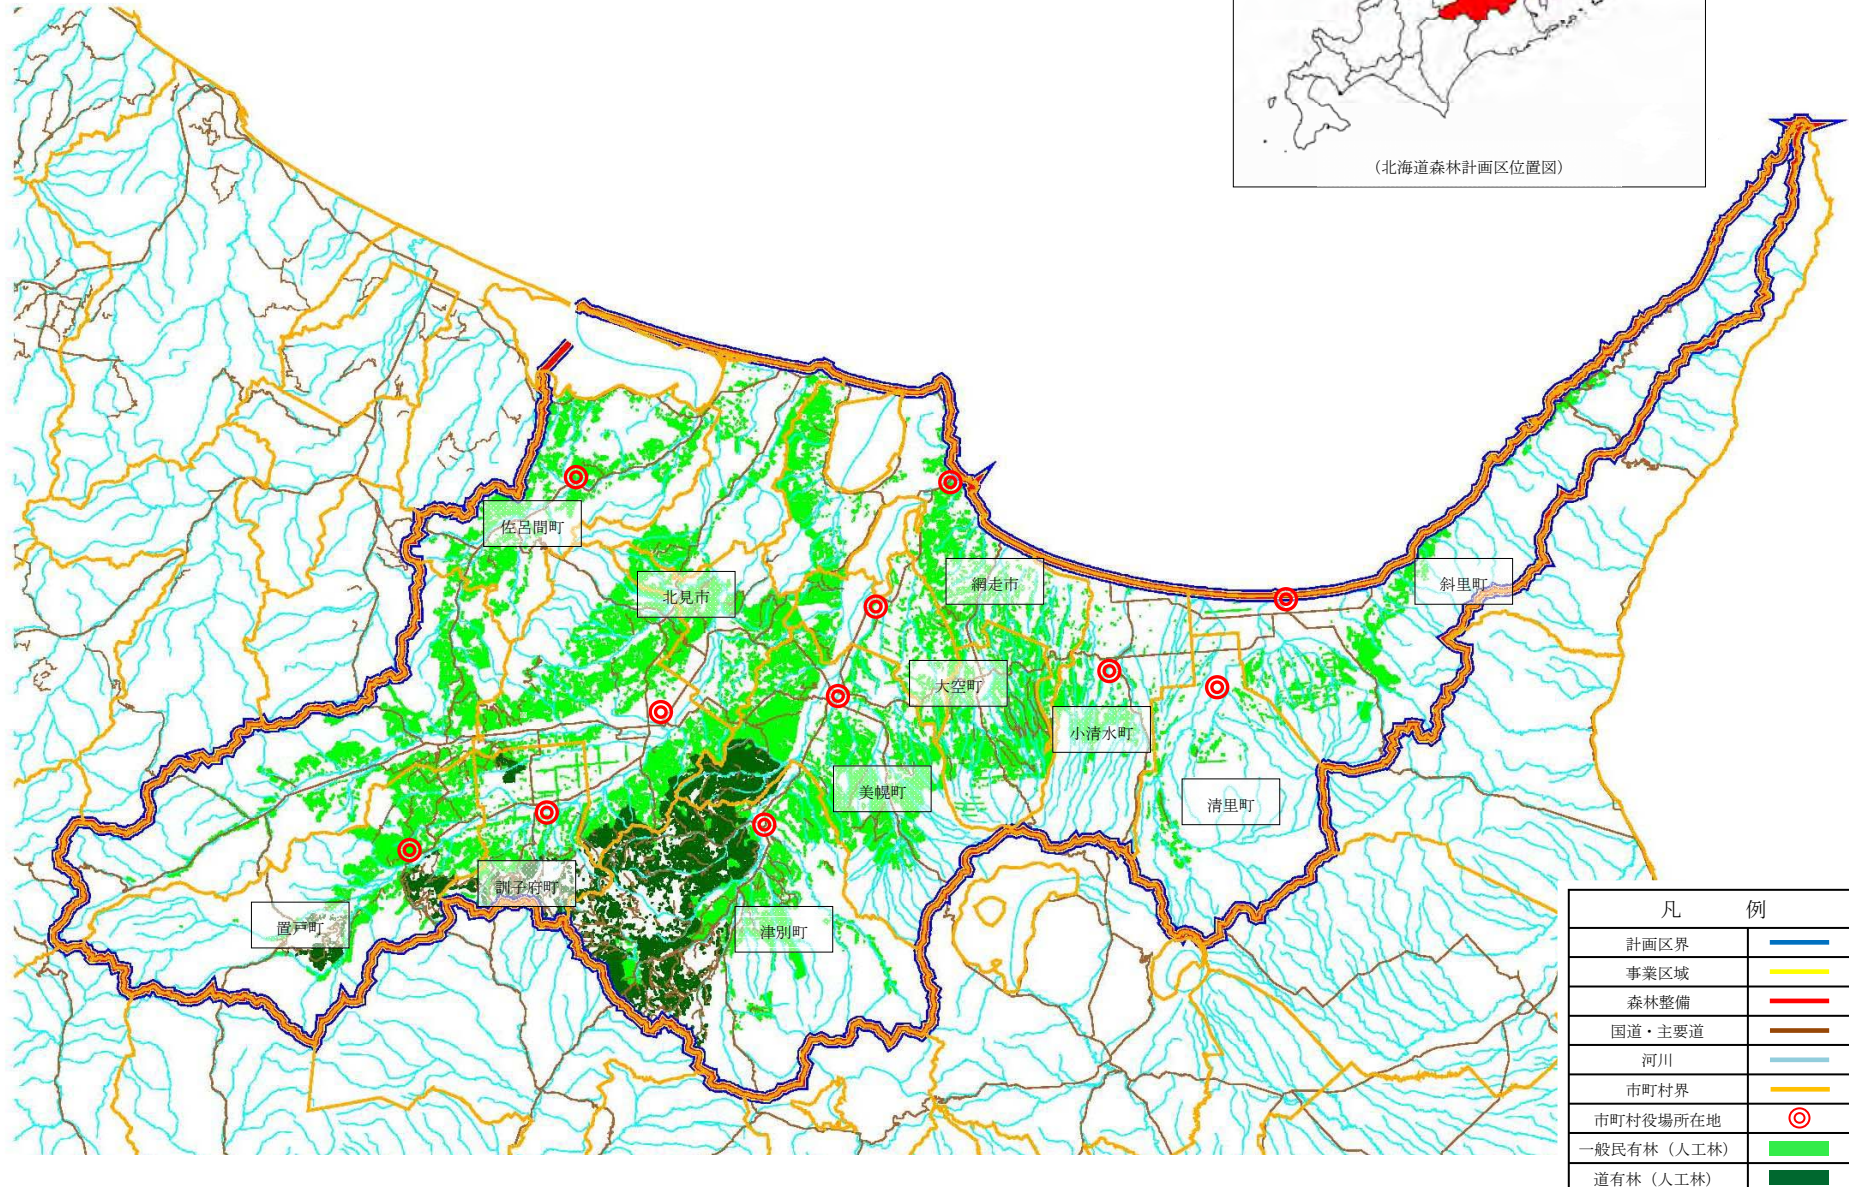 (北海道森林計画区位置図)
佐呂間町
北見市
網走市
斜里町
大空町
小清水町
美幌町
清里町
訓子府町
置戸町
津別町
凡 例
計画区界
事業区域
森林整備
国道・主要道
河川
市町村界
市町村役場所在地
一般民有林(人工林)
道有林(人工林)